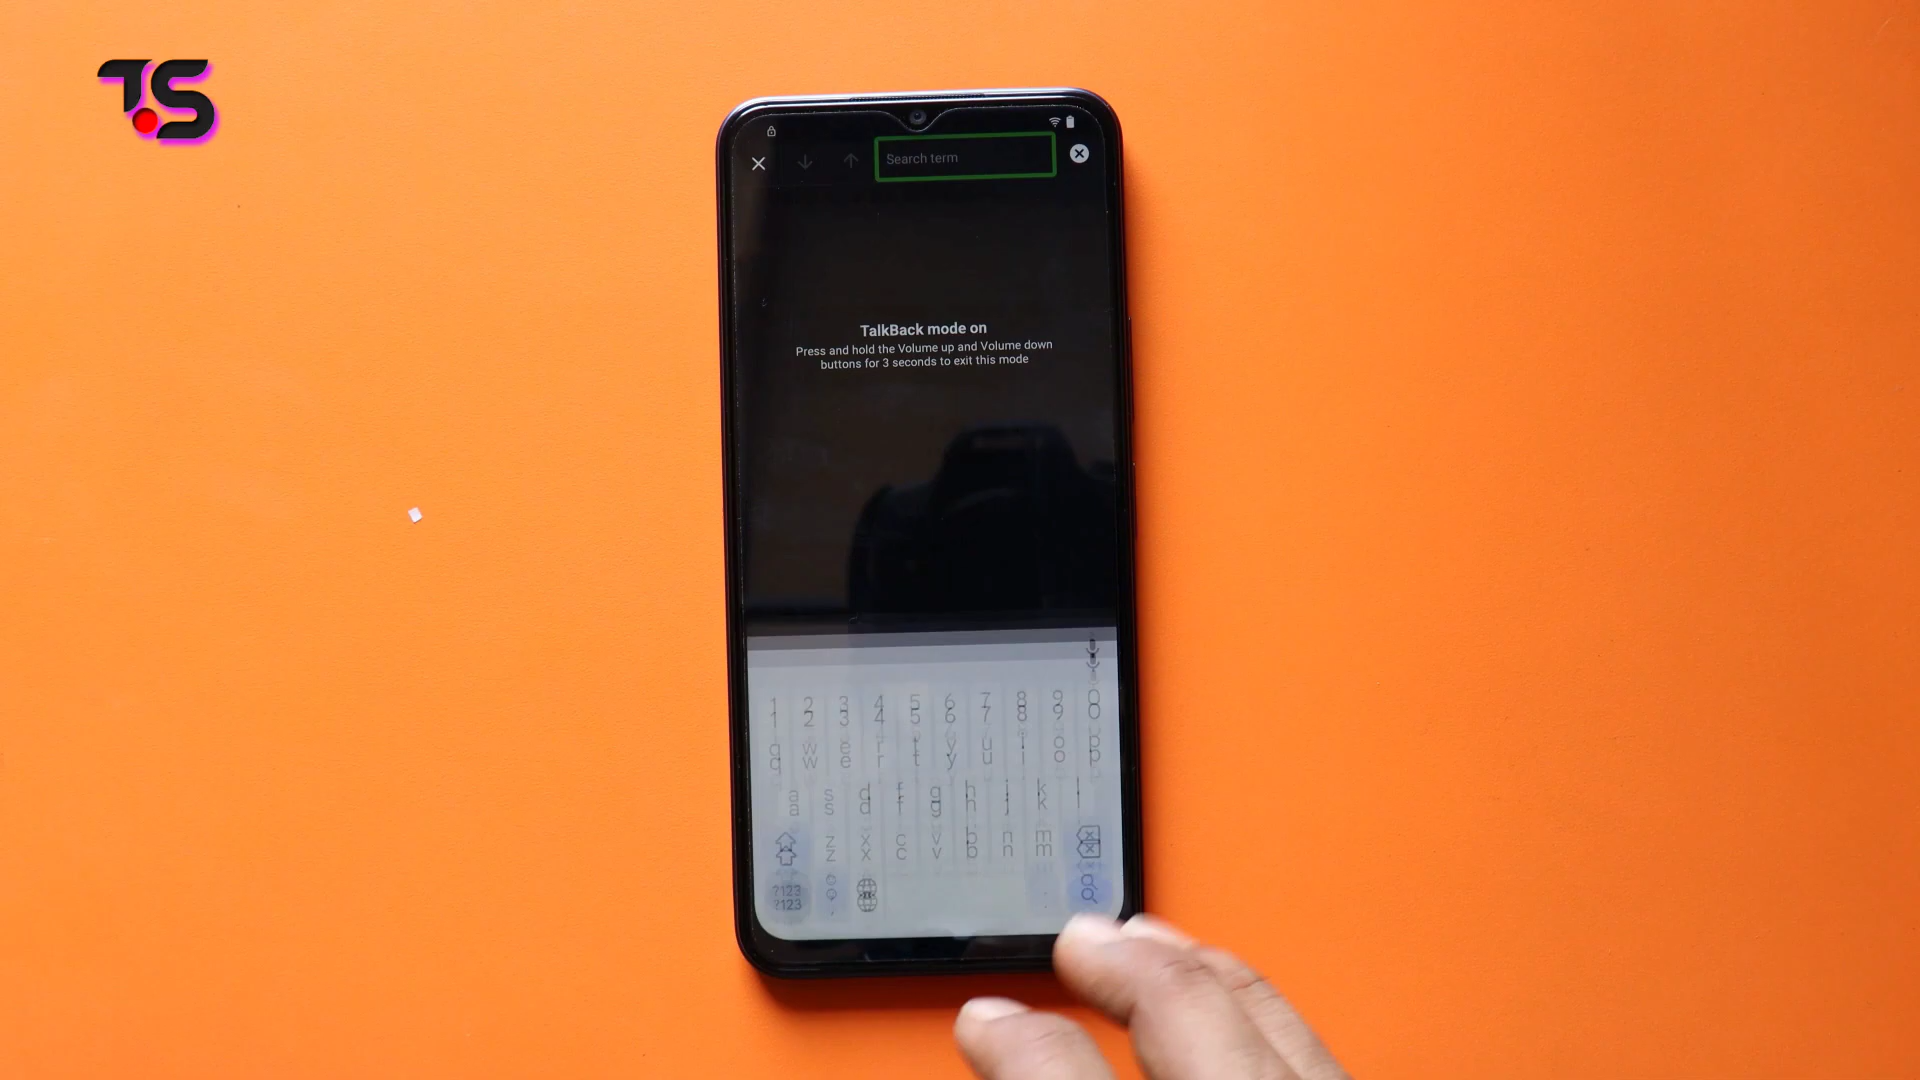 T.S
Search term
TalkBack mode on
Press and hold the Volume up and Volume down
buttons for 3 seconds to exit this mode
1 2 3 4 5 6 7 8 9 0
q w e r t y u i o p
a s d f g h j k l
z x c v b n m
?123 , .